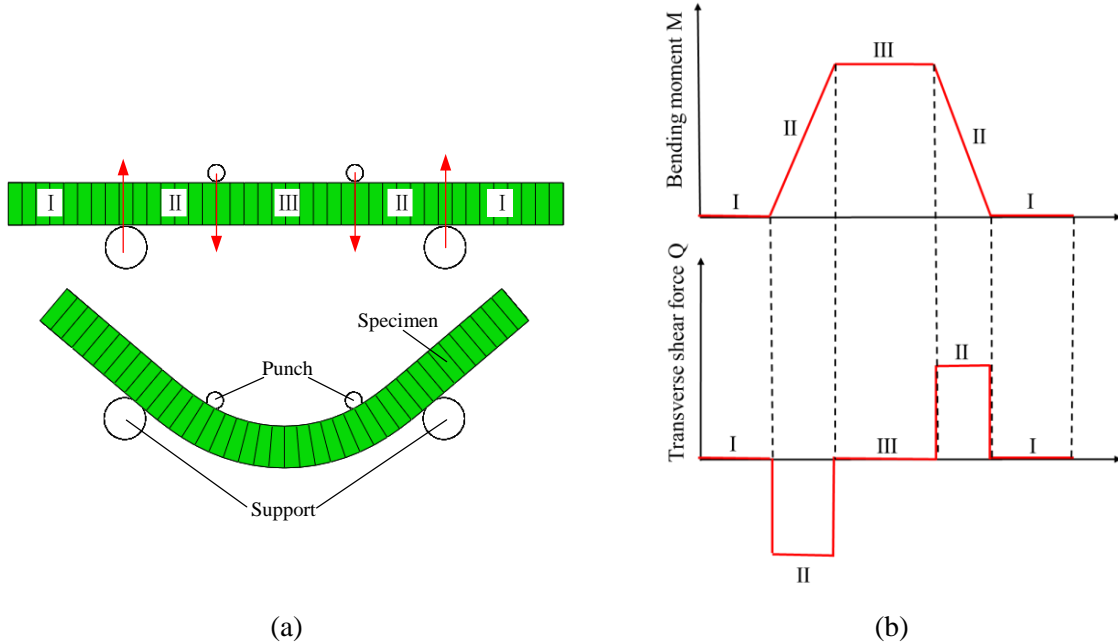 I
II
III
II
I
Specimen
Punch
Support
(a)
Bending moment M
III
II
II
I
I
Transverse shear force Q
II
I
III
I
II
(b)